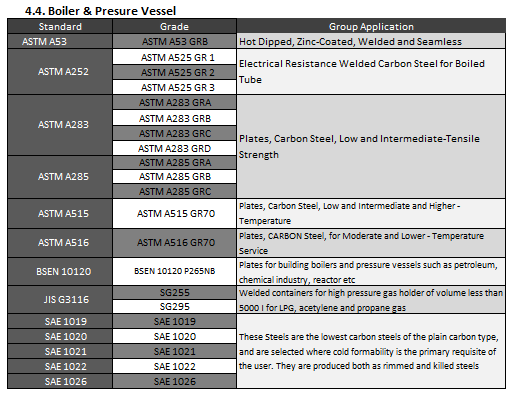 4.4. Boiler & Presure Vessel
Standard Grade Group Application
ASTM A53 ASTM A53 GRB Hot Dipped, Zinc-Coated, Welded and Seamless
ASTM A252
ASTM A525 GR 1
ASTM A525 GR 2
ASTM A525 GR 3
Electrical Resistance Welded Carbon Steel for Boiled
Tube
ASTM A283
ASTM A283 GRA
ASTM A283 GRB
ASTM A283 GRC
ASTM A283 GRD
Plates, Carbon Steel, Low and Intermediate-Tensile
Strength
ASTM A285
ASTM A285 GRA
ASTM A285 GRB
ASTM A285 GRC
ASTM A515 ASTM A515 GR70
Plates, Carbon Steel, Low and Intermediate and Higher -
Temperature
ASTM A516 ASTM A516 GR70
Plates, CARBON Steel, for Moderate and Lower - Temperature
Service
BSEN 10120 BSEN 10120 P265NB
Plates for building boilers and pressure vessels such as petroleum,
chemical industry, reactor etc
JIS G3116
SG255
SG295
Welded containers for high pressure gas holder of volume less than
5000 I for LPG, acetylene and propane gas
SAE 1019 SAE 1019
SAE 1020 SAE 1020
SAE 1021 SAE 1021
SAE 1022 SAE 1022
SAE 1026 SAE 1026
These Steels are the lowest carbon steels of the plain carbon type,
and are selected where cold formability is the primary requisite of
the user. They are produced both as rimmed and killed steels